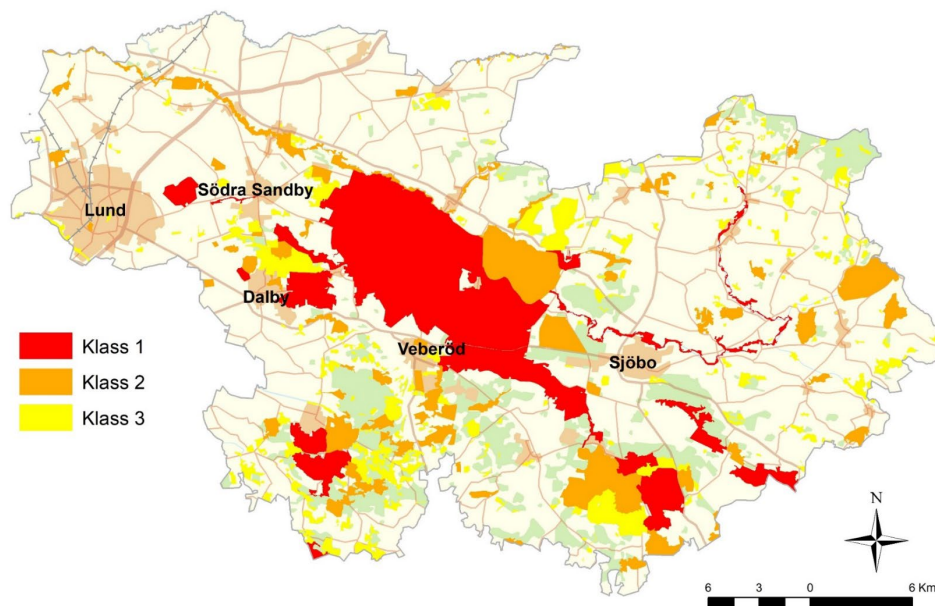 Södra Sandby
Lund
Dalby
Veberöd
Sjöbo
Klass 1
Klass 2
Klass 3
N
6 3 0 6 Km